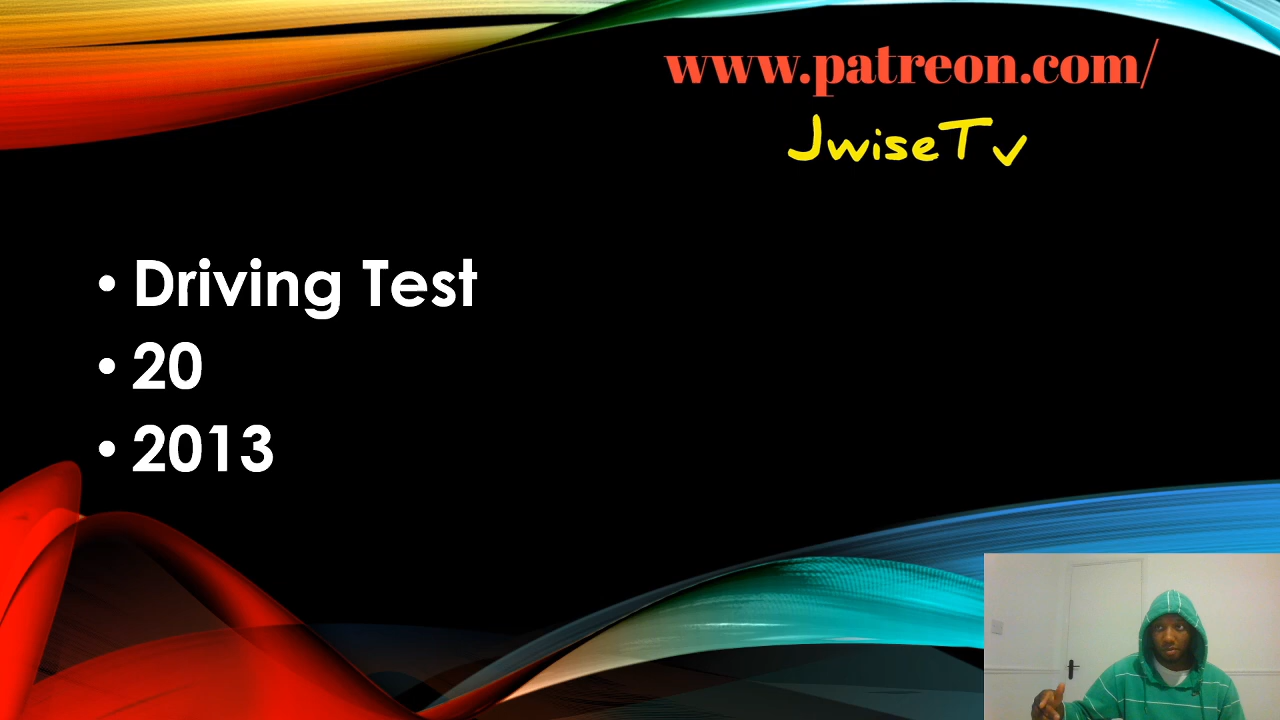 www.patreon.com/
JwiseTv
• Driving Test
• 20
• 2013